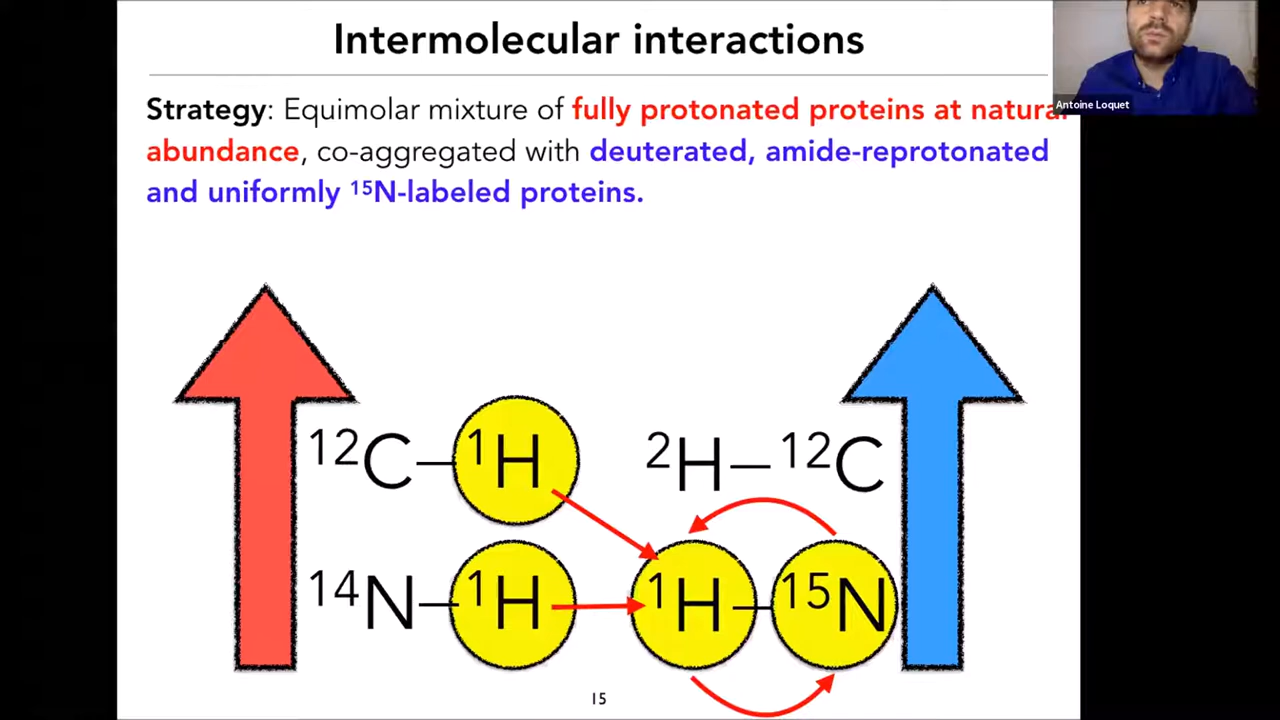 Intermolecular interactions
Antoine Loquet
Strategy: Equimolar mixture of fully protonated proteins at natural
abundance, co-aggregated with deuterated, amide-reprotonated
and uniformly ¹⁵N-labeled proteins.
¹²C–¹H ²H–¹²C
¹⁴N–¹H ¹H–¹⁵N
15